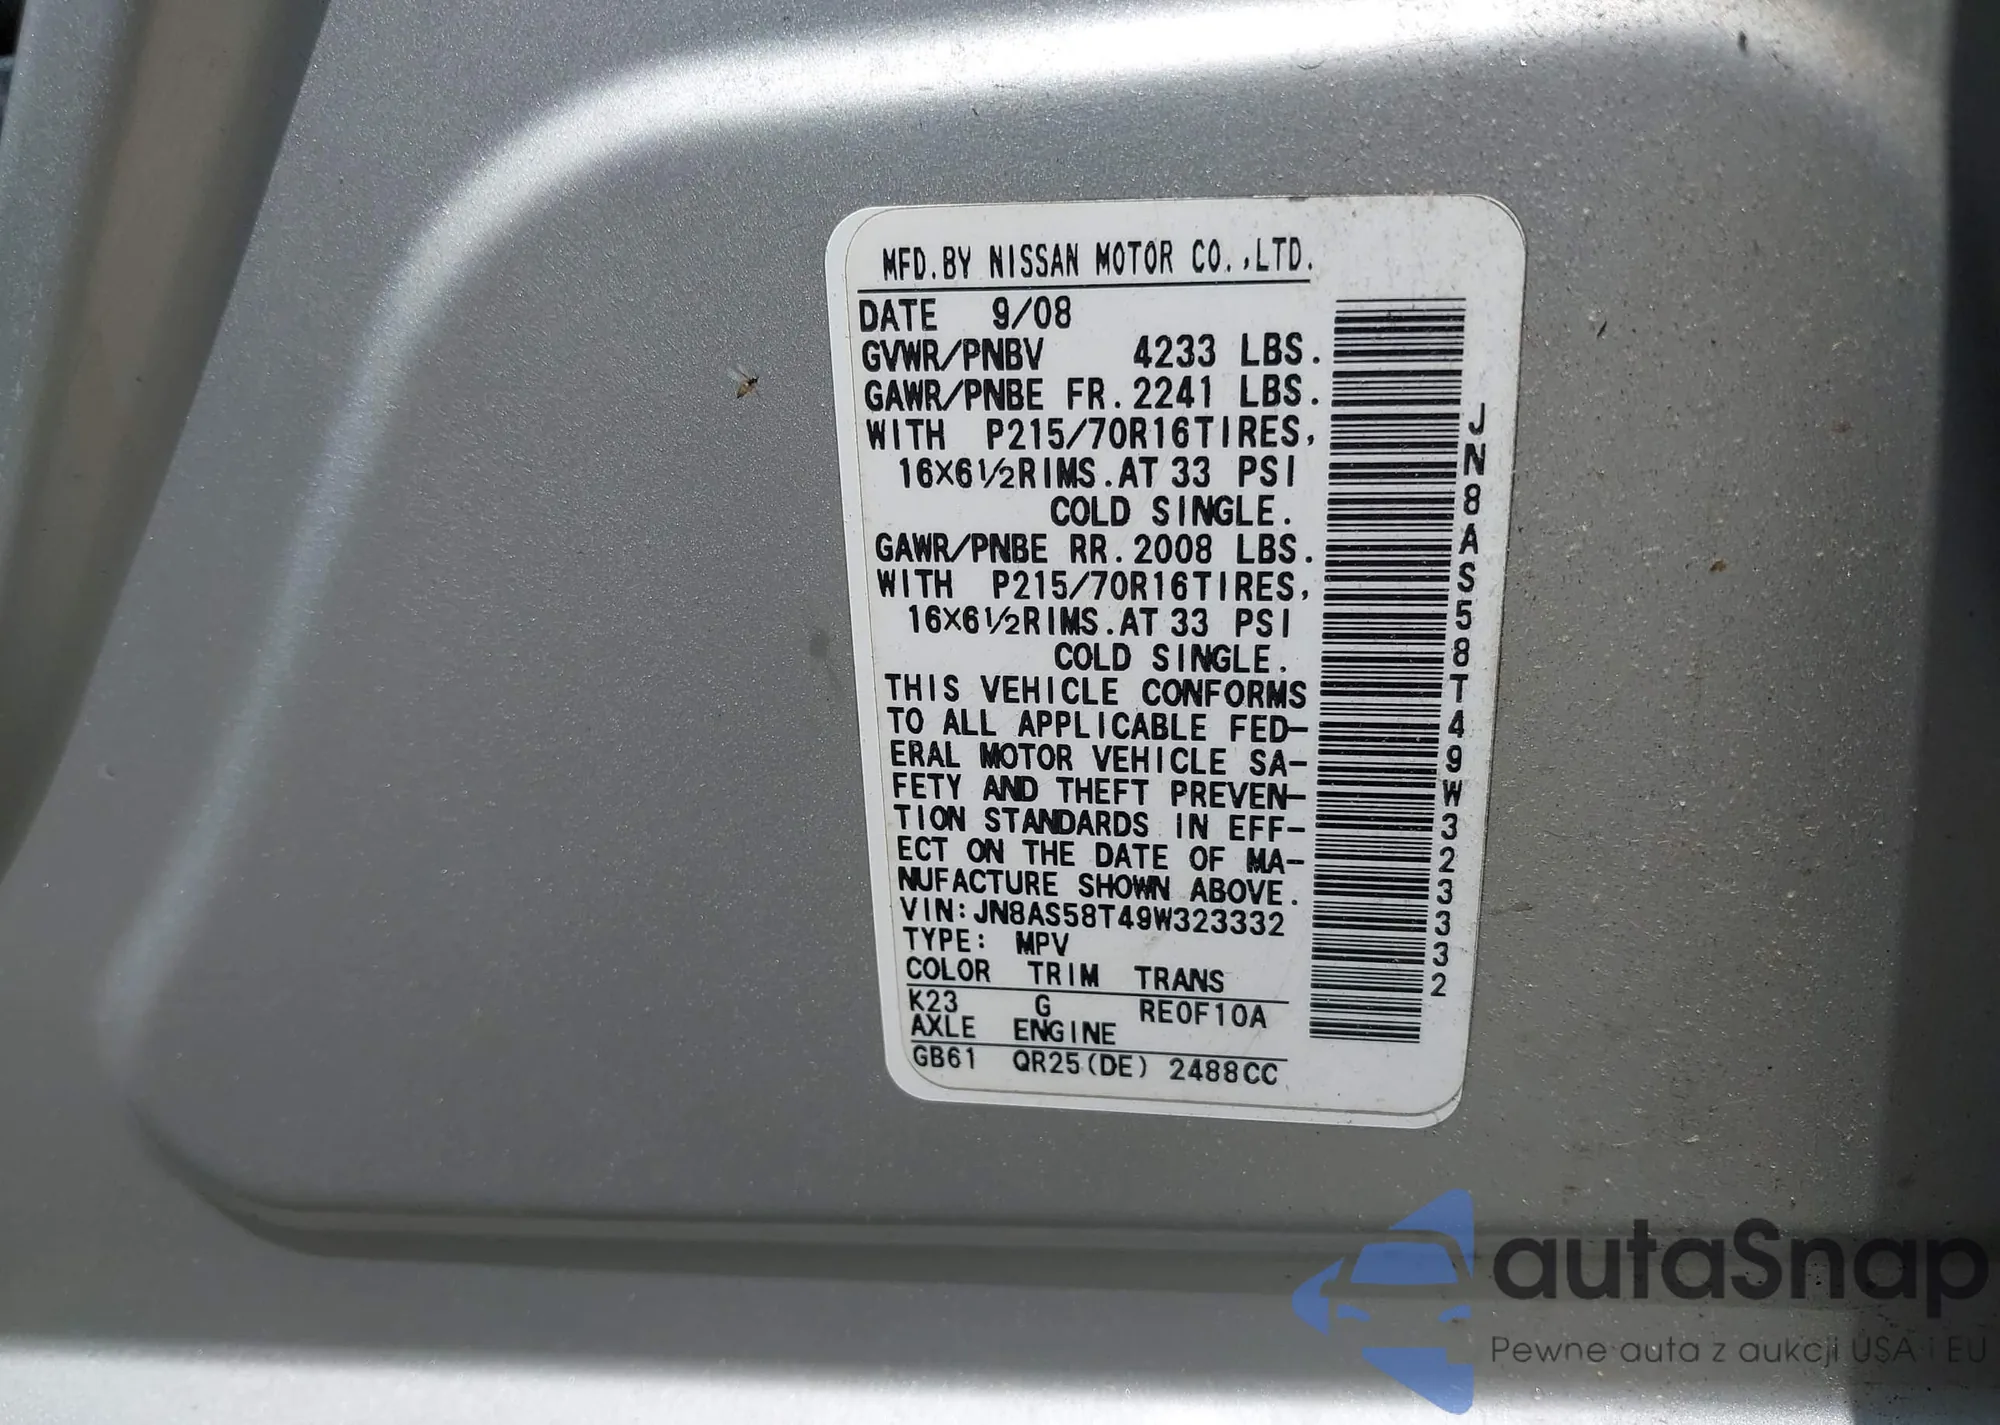 MFD.BY NISSAN MOTOR CO.,LTD.
DATE 9/08
GVWR/PNBV 4233 LBS.
GAWR/PNBE FR.2241 LBS.
WITH P215/70R16TIRES,
16×6½RIMS.AT 33 PSI
COLD SINGLE.
GAWR/PNBE RR.2008 LBS.
WITH P215/70R16TIRES,
16×6½RIMS.AT 33 PSI
COLD SINGLE.
THIS VEHICLE CONFORMS
TO ALL APPLICABLE FED-
ERAL MOTOR VEHICLE SA-
FETY AND THEFT PREVEN-
TION STANDARDS IN EFF-
ECT ON THE DATE OF MA-
NUFACTURE SHOWN ABOVE.
VIN:JN8AS58T49W323332
TYPE: MPV
COLOR TRIM TRANS
K23 G RE0F10A
AXLE ENGINE
GB61 QR25(DE) 2488CC
JN8AS58T49W323332
autaSnap
Pewne auta z aukcji USA i EU